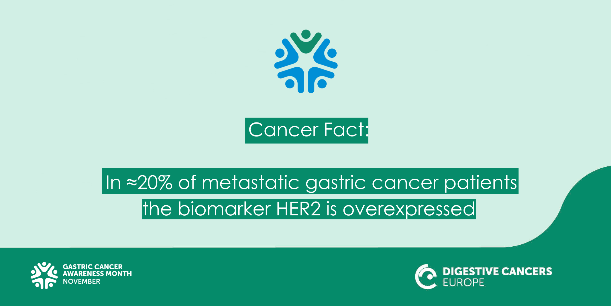 Cancer Fact:
In ≈20% of metastatic gastric cancer patients
the biomarker HER2 is overexpressed
GASTRIC CANCER
AWARENESS MONTH
NOVEMBER
DIGESTIVE CANCERS
EUROPE